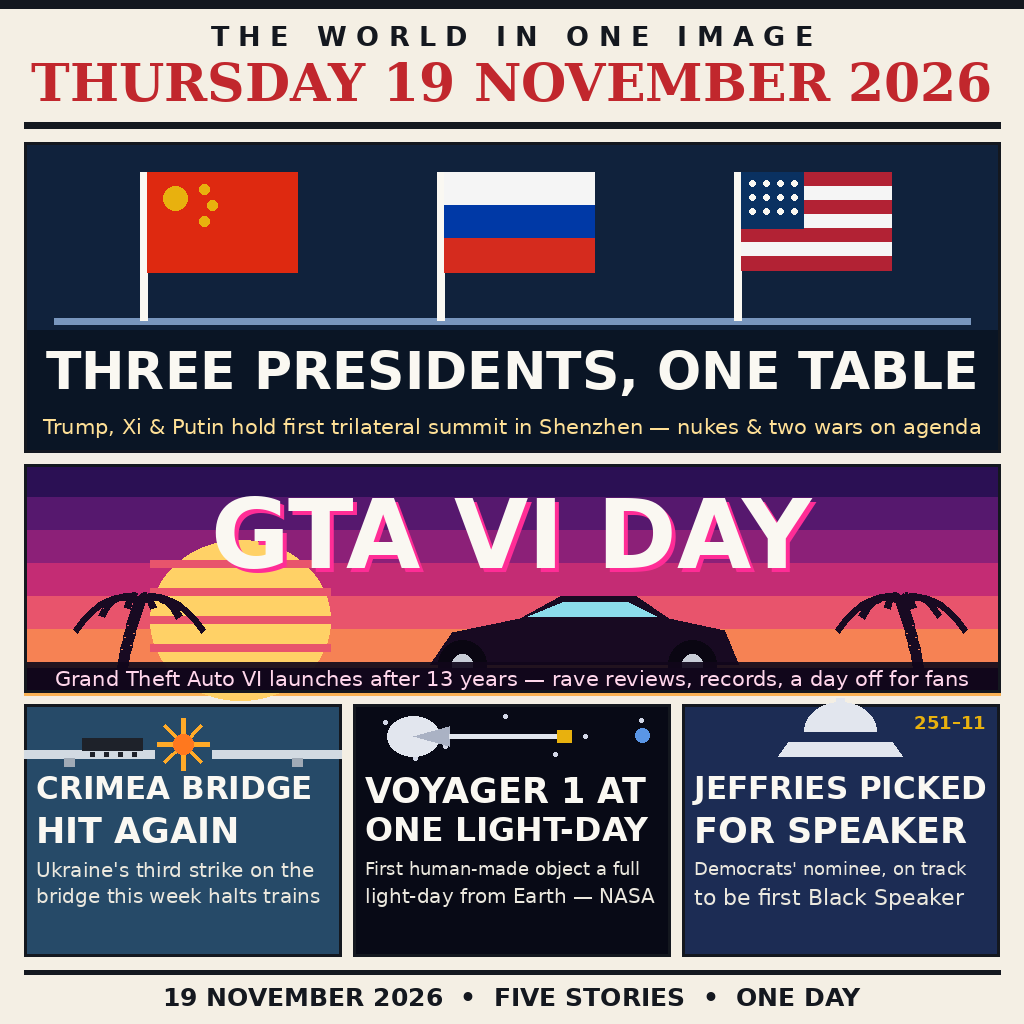 THE WORLD IN ONE IMAGE
THURSDAY 19 NOVEMBER 2026
THREE PRESIDENTS, ONE TABLE
Trump, Xi & Putin hold first trilateral summit in Shenzhen — nukes & two wars on agenda
GTA VI DAY
Grand Theft Auto VI launches after 13 years — rave reviews, records, a day off for fans
CRIMEA BRIDGE
HIT AGAIN
Ukraine's third strike on the
bridge this week halts trains
VOYAGER 1 AT
ONE LIGHT-DAY
First human-made object a full
light-day from Earth — NASA
251–11
JEFFRIES PICKED
FOR SPEAKER
Democrats' nominee, on track
to be first Black Speaker
19 NOVEMBER 2026 • FIVE STORIES • ONE DAY